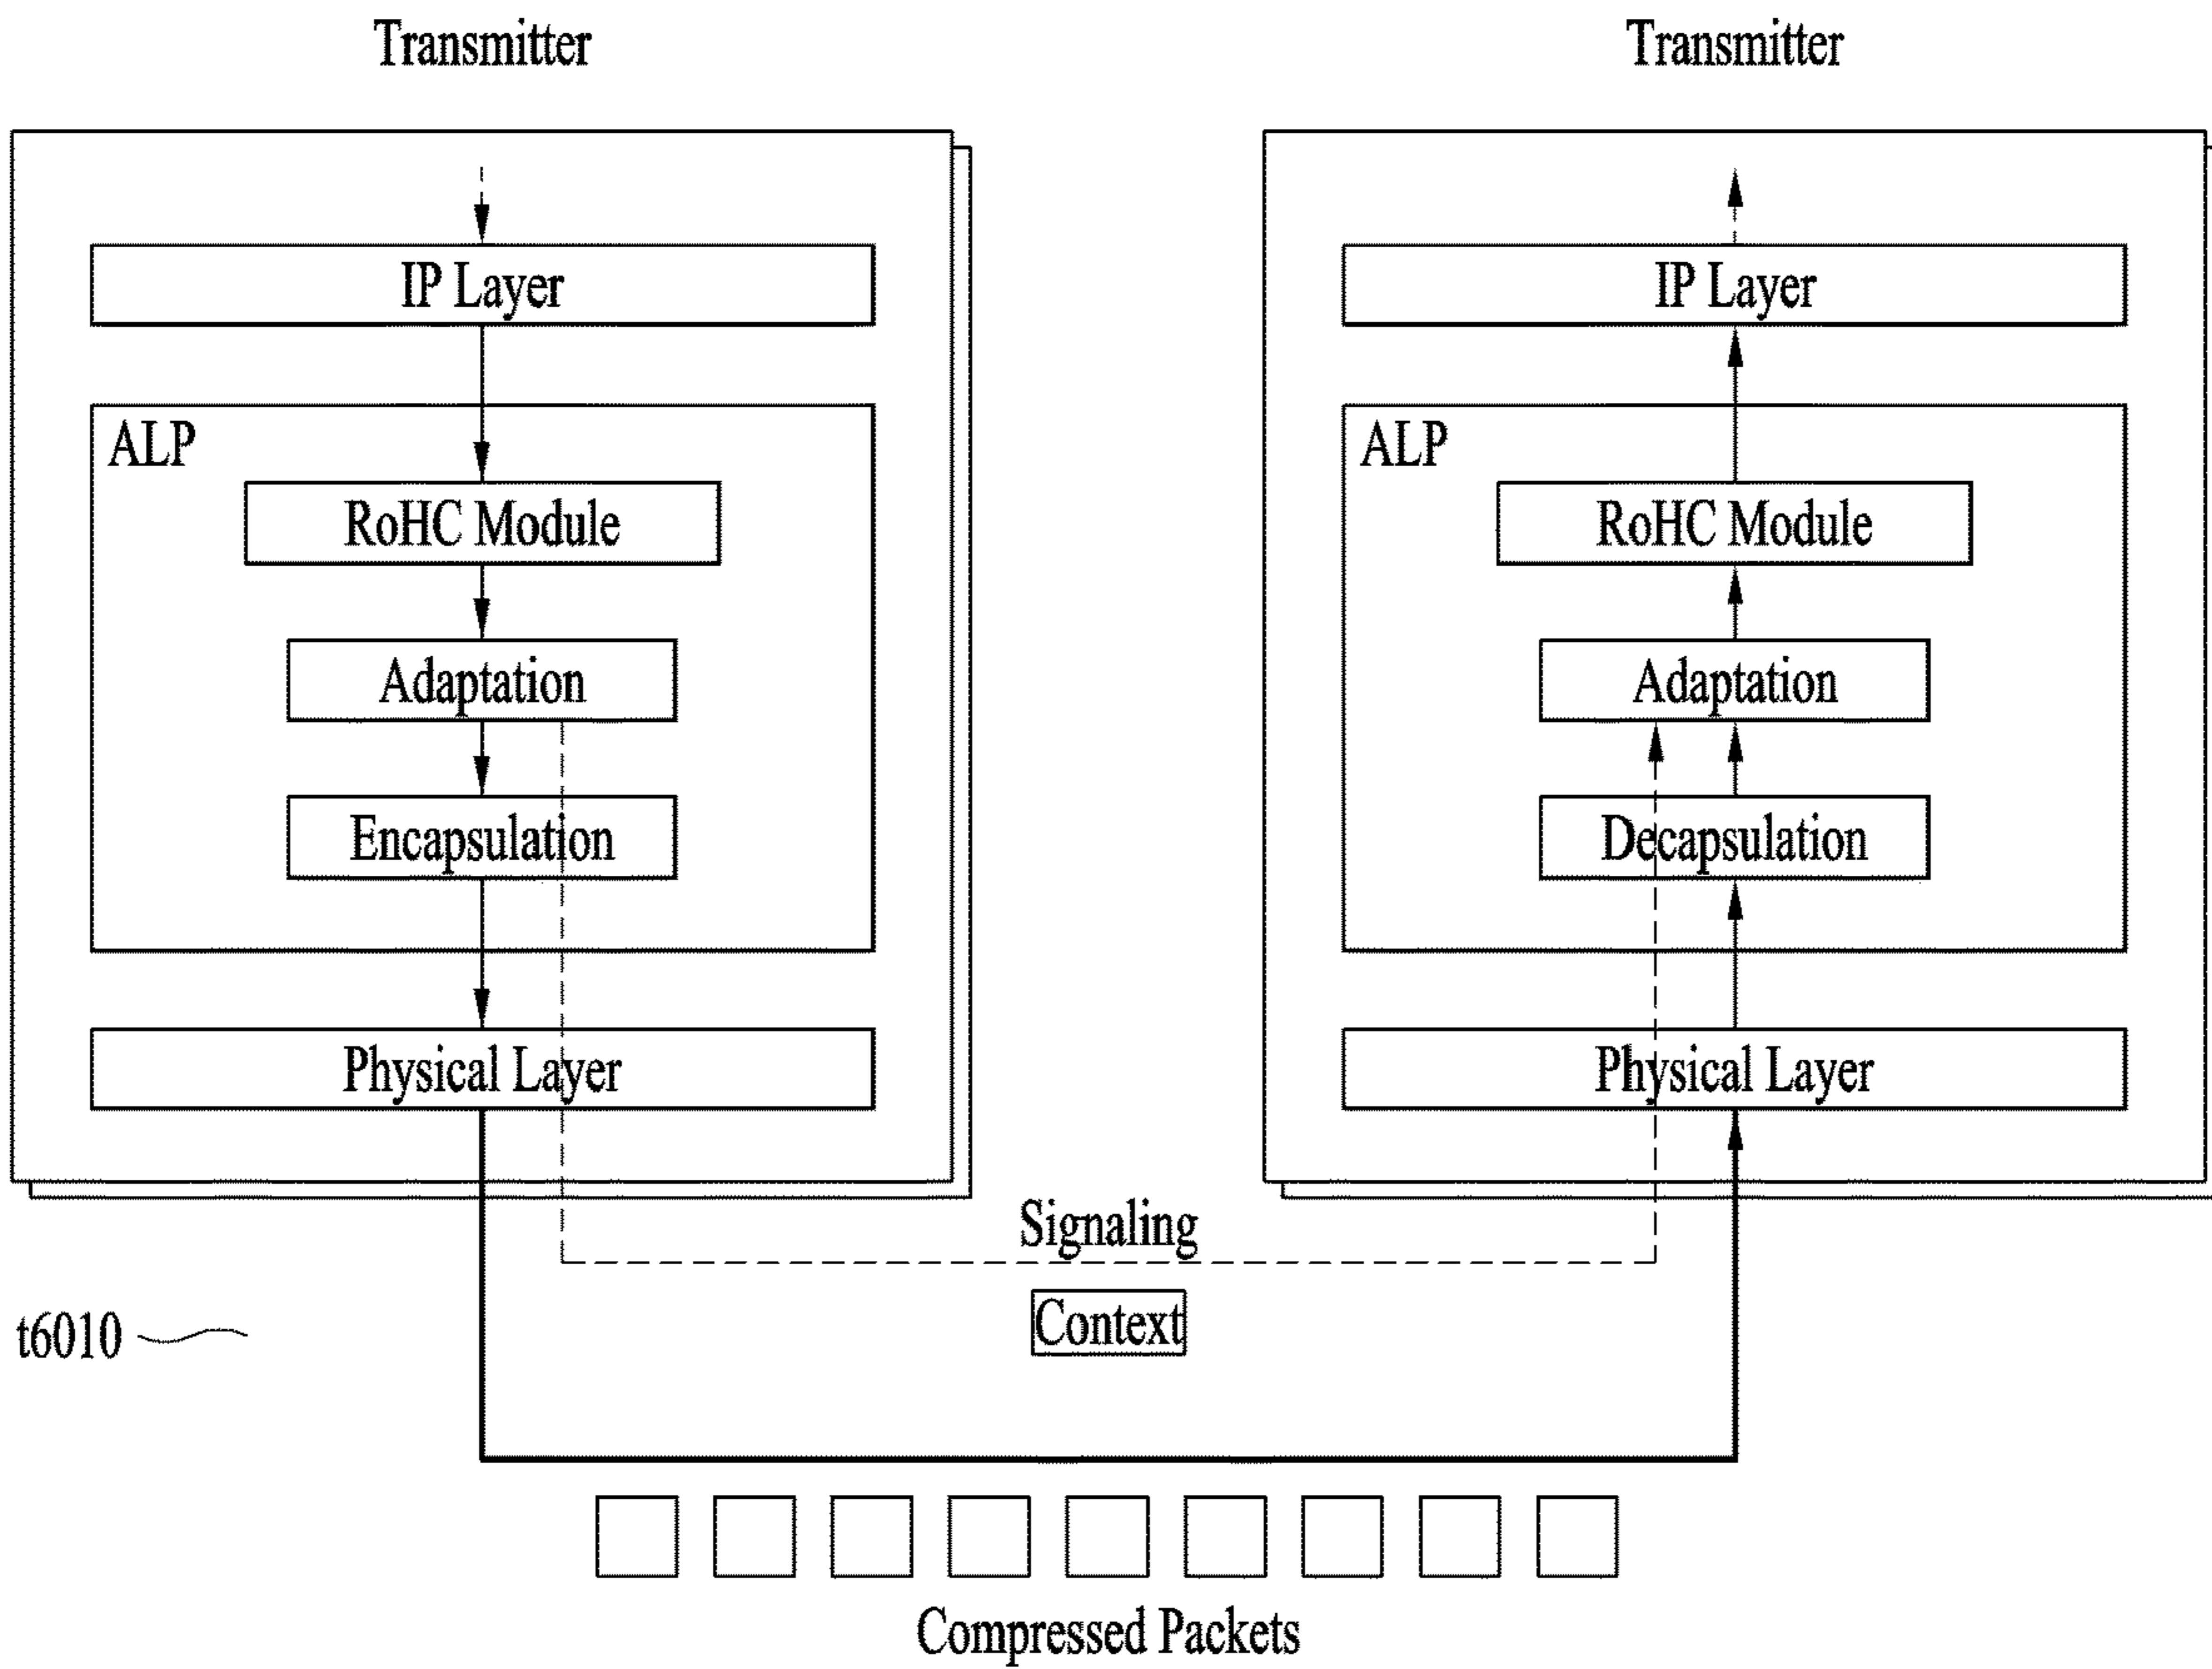 Transmitter
IP Layer
ALP
RoHC Module
Adaptation
Encapsulation
Physical Layer
Transmitter
IP Layer
ALP
RoHC Module
Adaptation
Decapsulation
Physical Layer
Signaling
Context
t6010
Compressed Packets